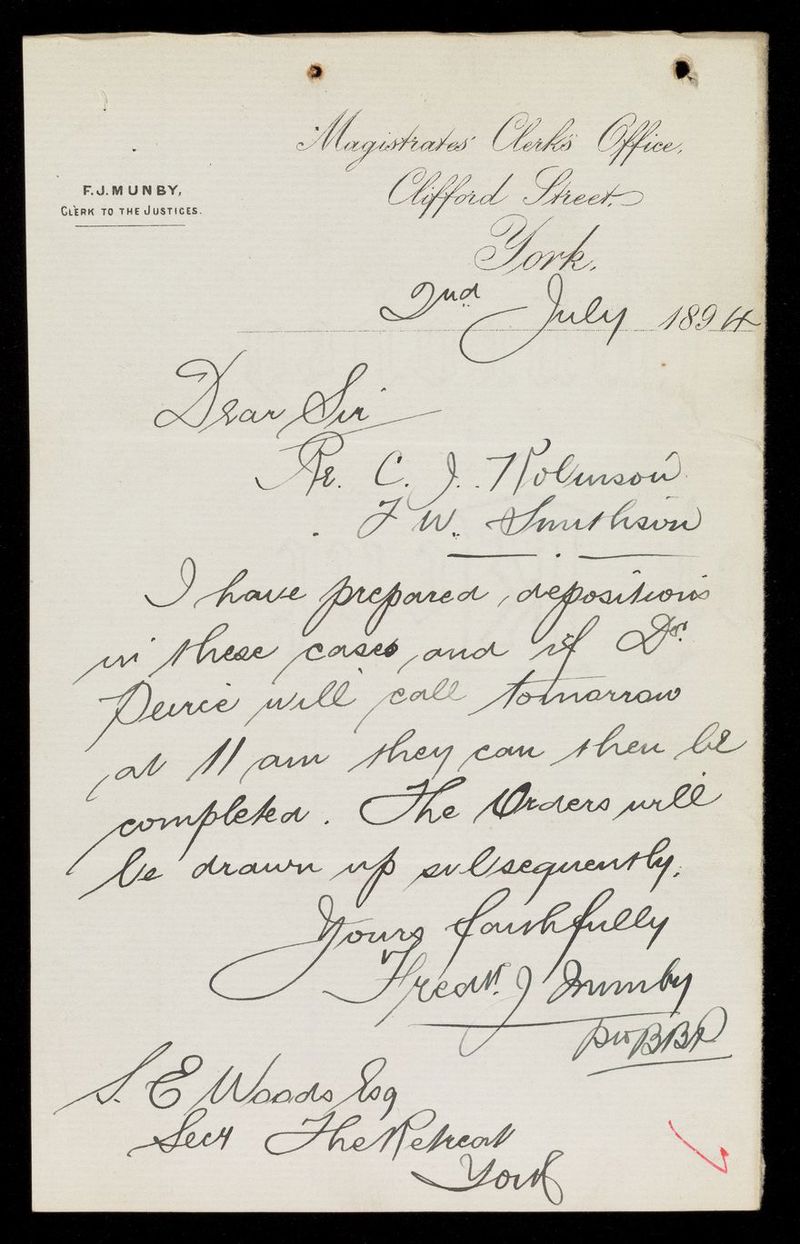 F.J. MUNBY,
CLERK TO THE JUSTICES.
Magistrates' Clerk's Office,
Clifford Street.
York.
2nd July 1894
Dear Sir
Re. C. J. Robinson
F W. Smithson
I have prepared depositions
in these cases and if Dr.
Peirce will call tomorrow
at 11 am they can then be
completed. The Orders will
be drawn up subsequently.
Yours faithfully
Fredk. J Munby
BBP
S. E Woods Esq
Secy The Retreat
York